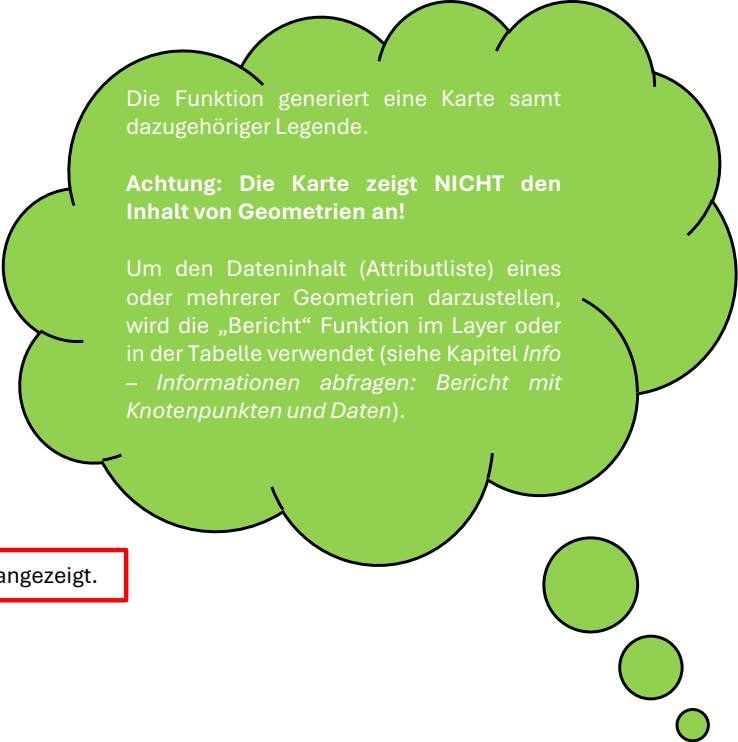 Die Funktion generiert eine Karte samt
dazugehöriger Legende.
Achtung: Die Karte zeigt NICHT den
Inhalt von Geometrien an!
Um den Dateninhalt (Attributliste) eines
oder mehrerer Geometrien darzustellen,
wird die „Bericht“ Funktion im Layer oder
in der Tabelle verwendet (siehe Kapitel Info
– Informationen abfragen: Bericht mit
Knotenpunkten und Daten).
angezeigt.